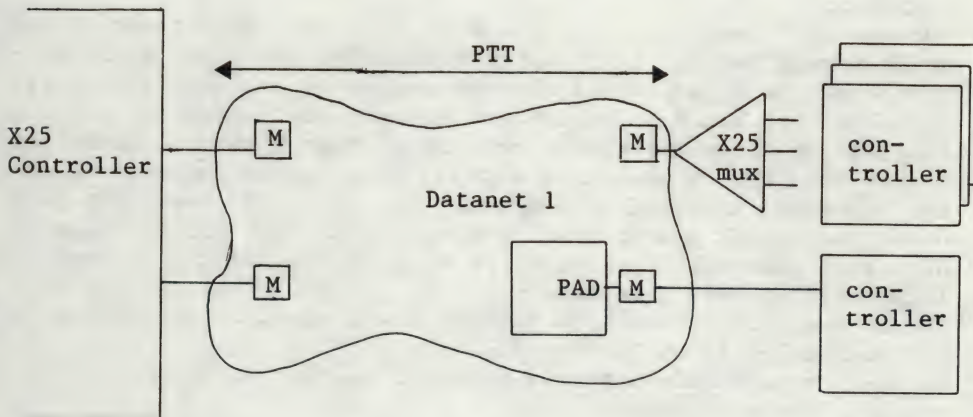 PTT
X25
Controller
M
M
X25
mux
con-
troller
Datanet 1
M
PAD
M
con-
troller